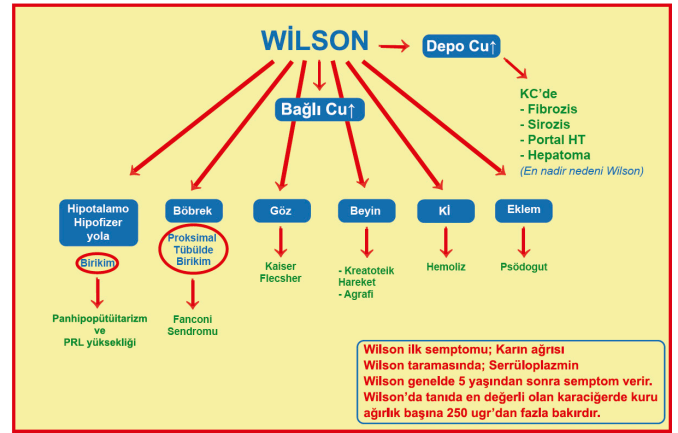 WİLSON
Depo Cu↑
Bağlı Cu↑
KC'de
- Fibrozis
- Sirozis
- Portal HT
- Hepatoma
(En nadir nedeni Wilson)
Hipotalamo
Hipofizer
yola
Birikim
Panhipopütüitarizm
ve
PRL yüksekliği
Böbrek
Proksimal
Tübülde
Birikim
Fanconi
Sendromu
Göz
Kaiser
Flecsher
Beyin
- Kreatoteik
Hareket
- Agrafi
Kİ
Hemoliz
Eklem
Psödogut
Wilson ilk semptomu; Karın ağrısı
Wilson taramasında; Serrüloplazmin
Wilson genelde 5 yaşından sonra semptom verir.
Wilson'da tanıda en değerli olan karaciğerde kuru
ağırlık başına 250 ugr'dan fazla bakırdır.